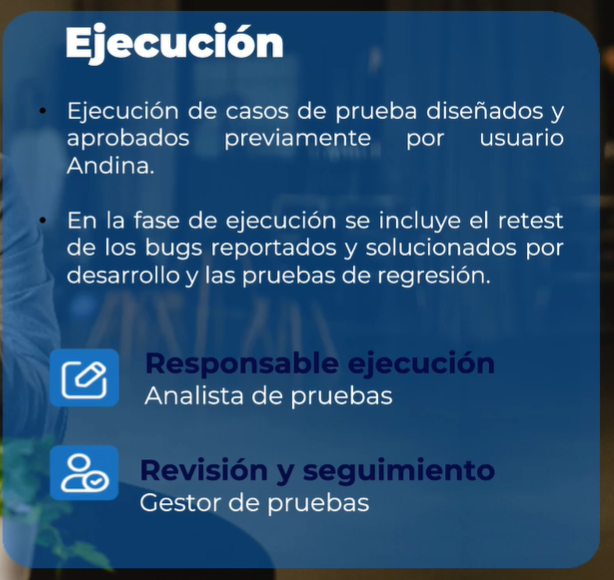 Ejecución
• Ejecución de casos de prueba diseñados y
aprobados previamente por usuario
Andina.
• En la fase de ejecución se incluye el retest
de los bugs reportados y solucionados por
desarrollo y las pruebas de regresión.
Responsable ejecución
Analista de pruebas
Revisión y seguimiento
Gestor de pruebas